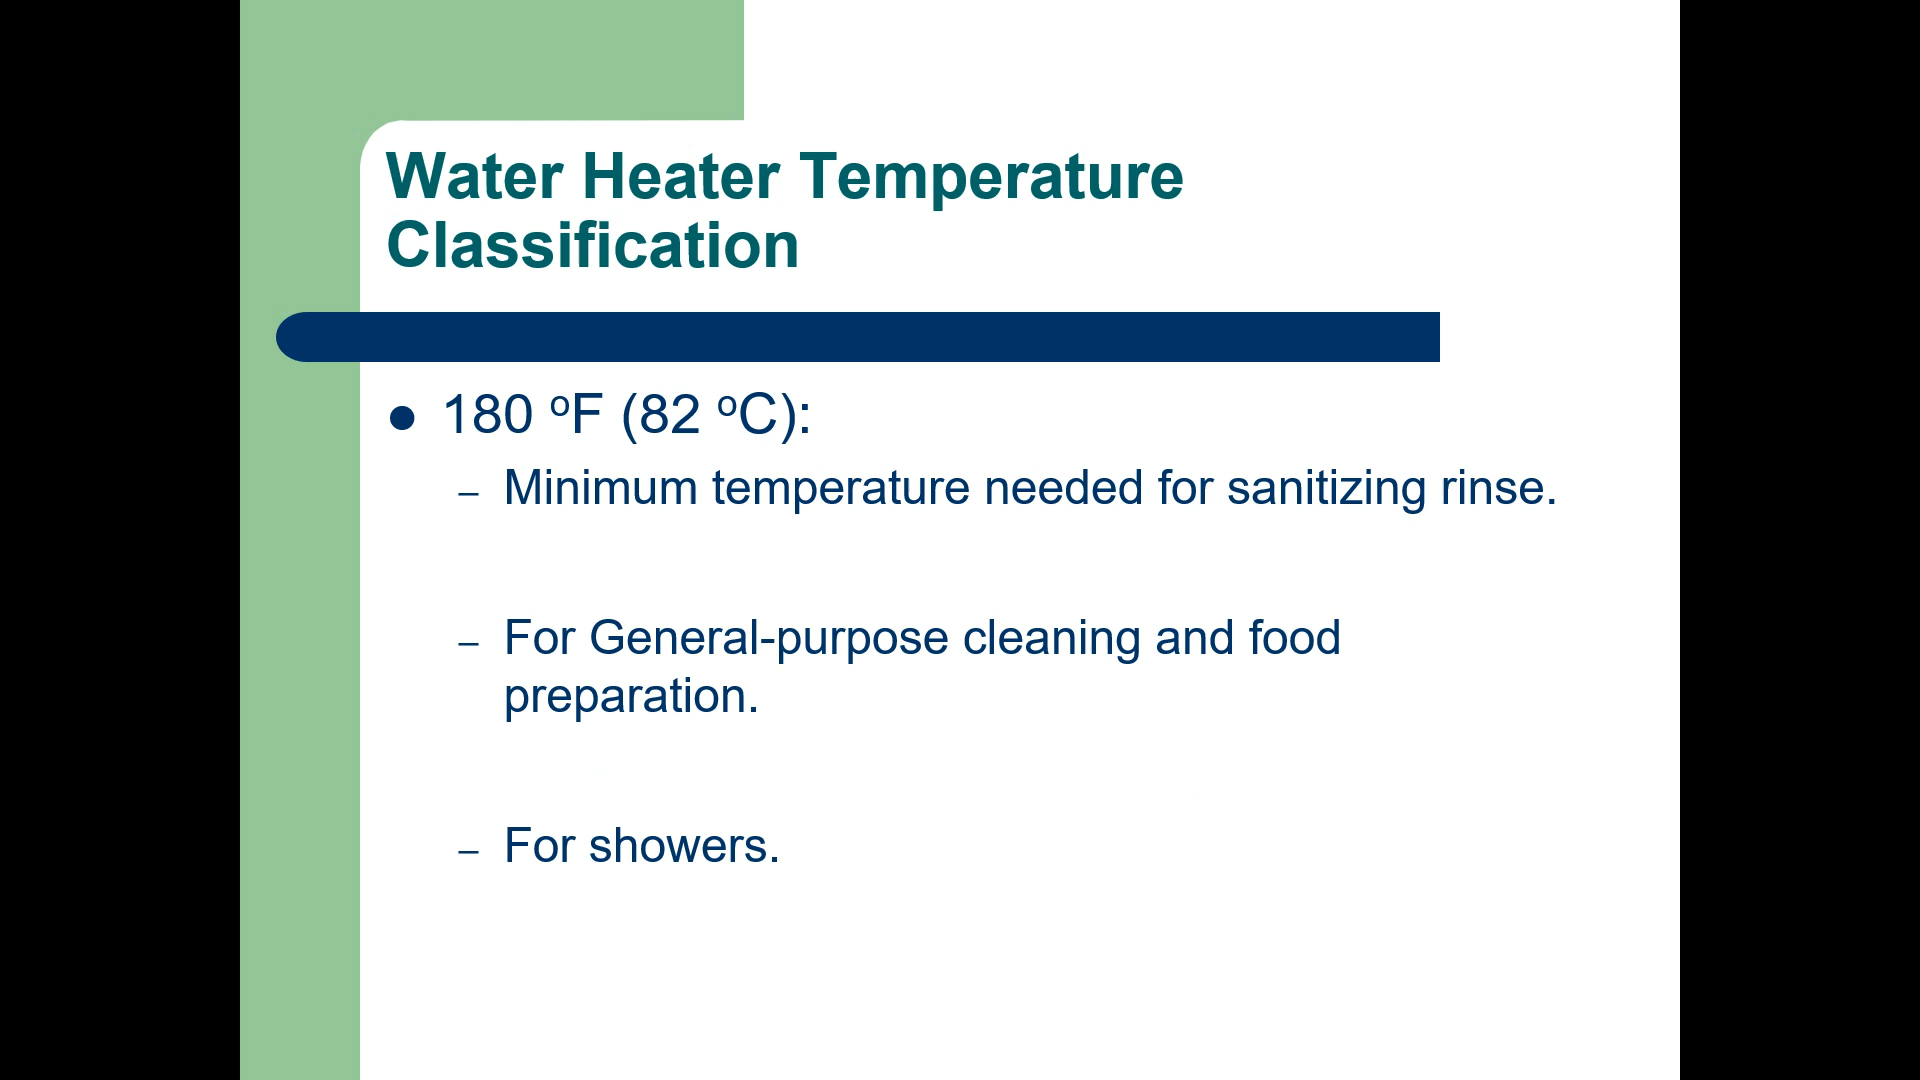 Water Heater Temperature
Classification
● 180 ºF (82 ºC):
– Minimum temperature needed for sanitizing rinse.
– For General-purpose cleaning and food
preparation.
– For showers.